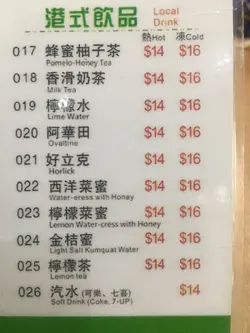 港式飲品 Local Drink
熱Hot 凍Cold
017 蜂蜜柚子茶 $14 $16
Pomelo-Honey Tea
018 香滑奶茶 $14 $16
Milk Tea
019 檸檬水 $14 $16
Lime Water
020 阿華田 $14 $16
Ovaltine
021 好立克 $14 $16
Horlick
022 西洋菜蜜 $14 $16
Water-eress with Honey
023 檸檬菜蜜 $14 $16
Lemon Water-cress with Honey
024 金桔蜜 $14 $16
Light Salt Kumquat Water
025 檸檬茶 $14 $16
Lemon tea
026 汽水 (可樂、七喜) $14
Soft Drink (Coke, 7-UP)